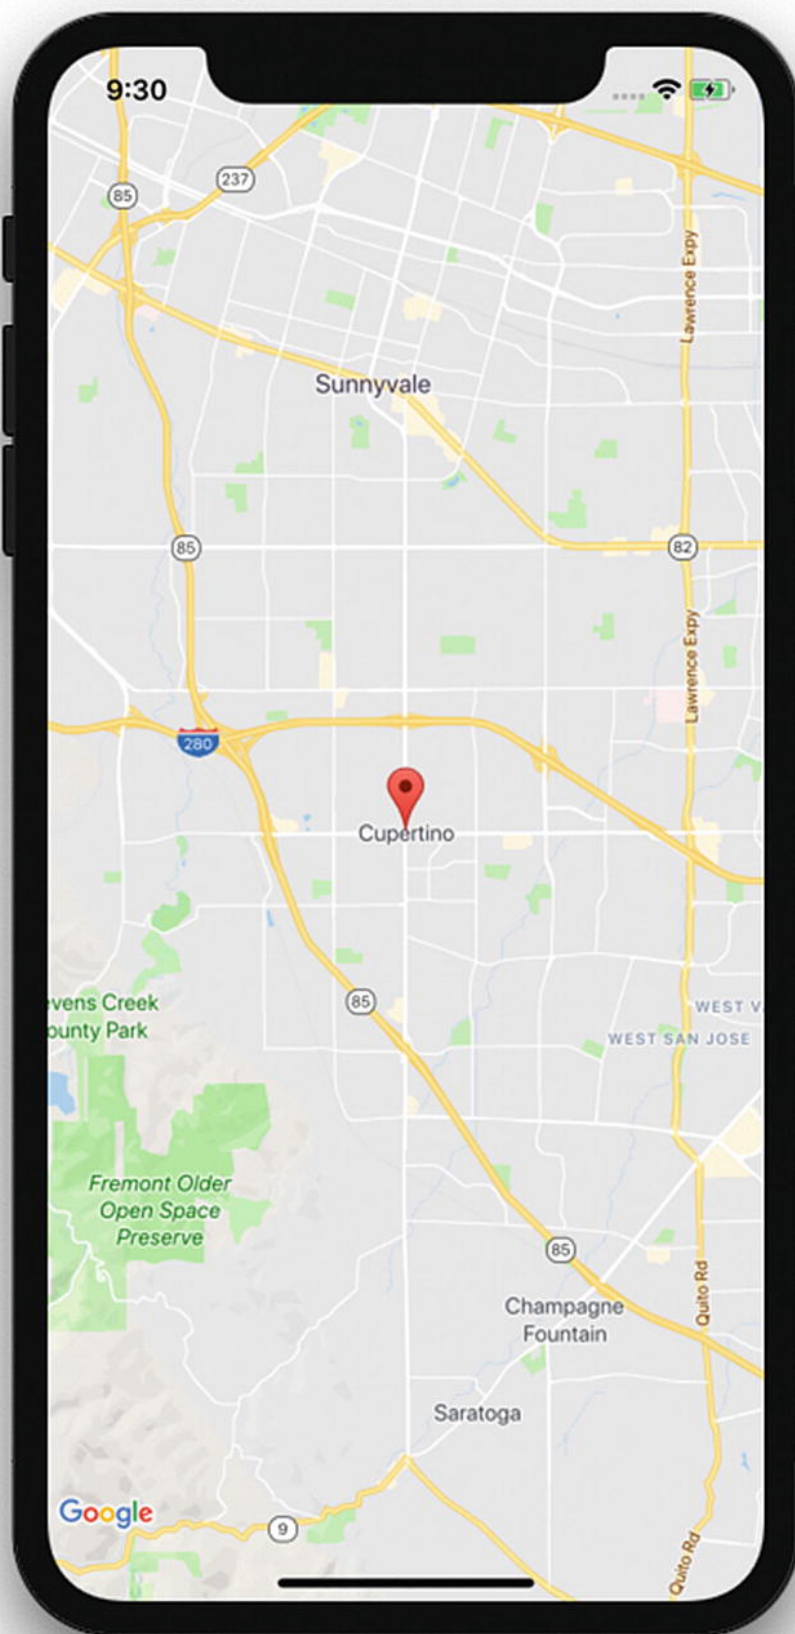 9:30
237
85
Lawrence Expy
Sunnyvale
85
82
Lawrence Expy
280
Cupertino
evens Creek
ounty Park
85
WEST V
WEST SAN JOSE
Fremont Older
Open Space
Preserve
85
Quito Rd
Champagne
Fountain
Saratoga
Google
9
Quito Rd